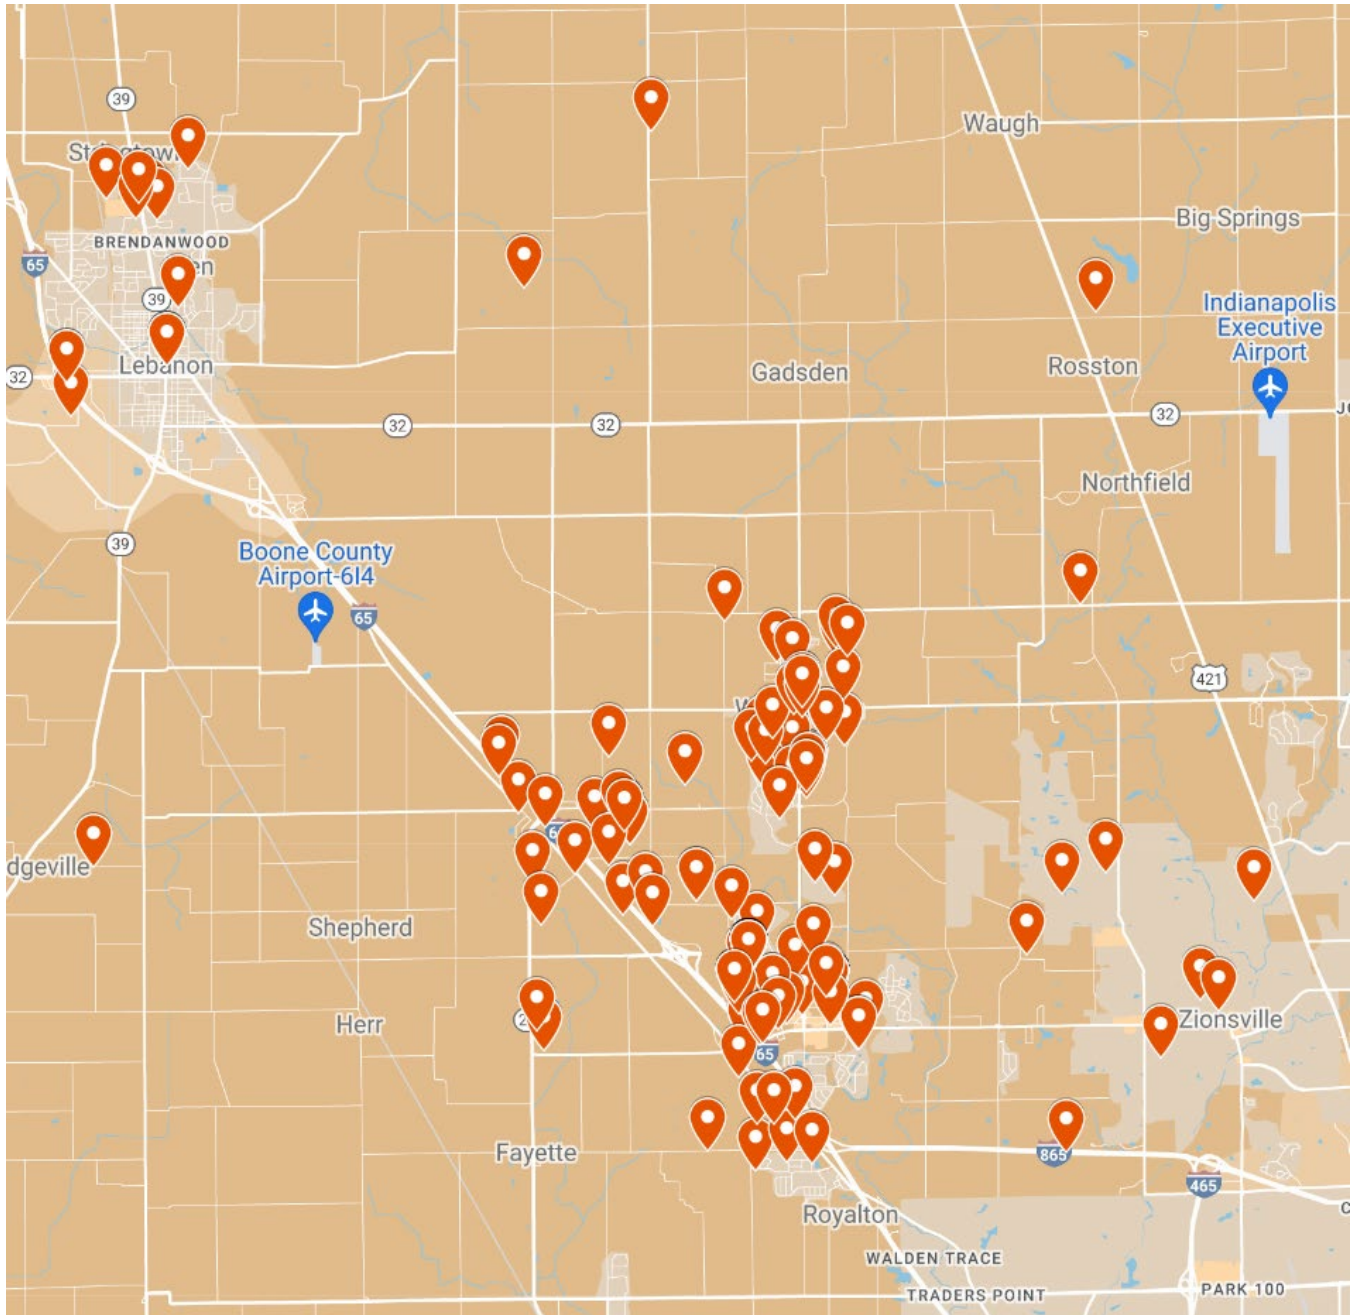 39
Waugh
BRENDANWOOD
Big Springs
65
39
Indianapolis
Executive
Airport
Lebanon
32
Gadsden
Rosston
32
32
32
Northfield
39
Boone County
Airport-6I4
65
421
dgeville
Shepherd
Herr
Zionsville
65
Fayette
865
465
Royalton
WALDEN TRACE
TRADERS POINT
PARK 100